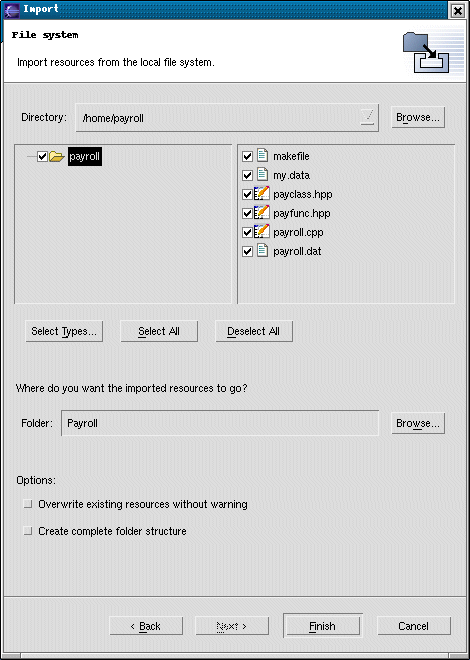 Import
File system
Import resources from the local file system.
Directory: /home/payroll Browse...
payroll
makefile
my.data
payclass.hpp
payfunc.hpp
payroll.cpp
payroll.dat
Select Types... Select All Deselect All
Where do you want the imported resources to go?
Folder: Payroll Browse...
Options:
Overwrite existing resources without warning
Create complete folder structure
< Back Next > Finish Cancel